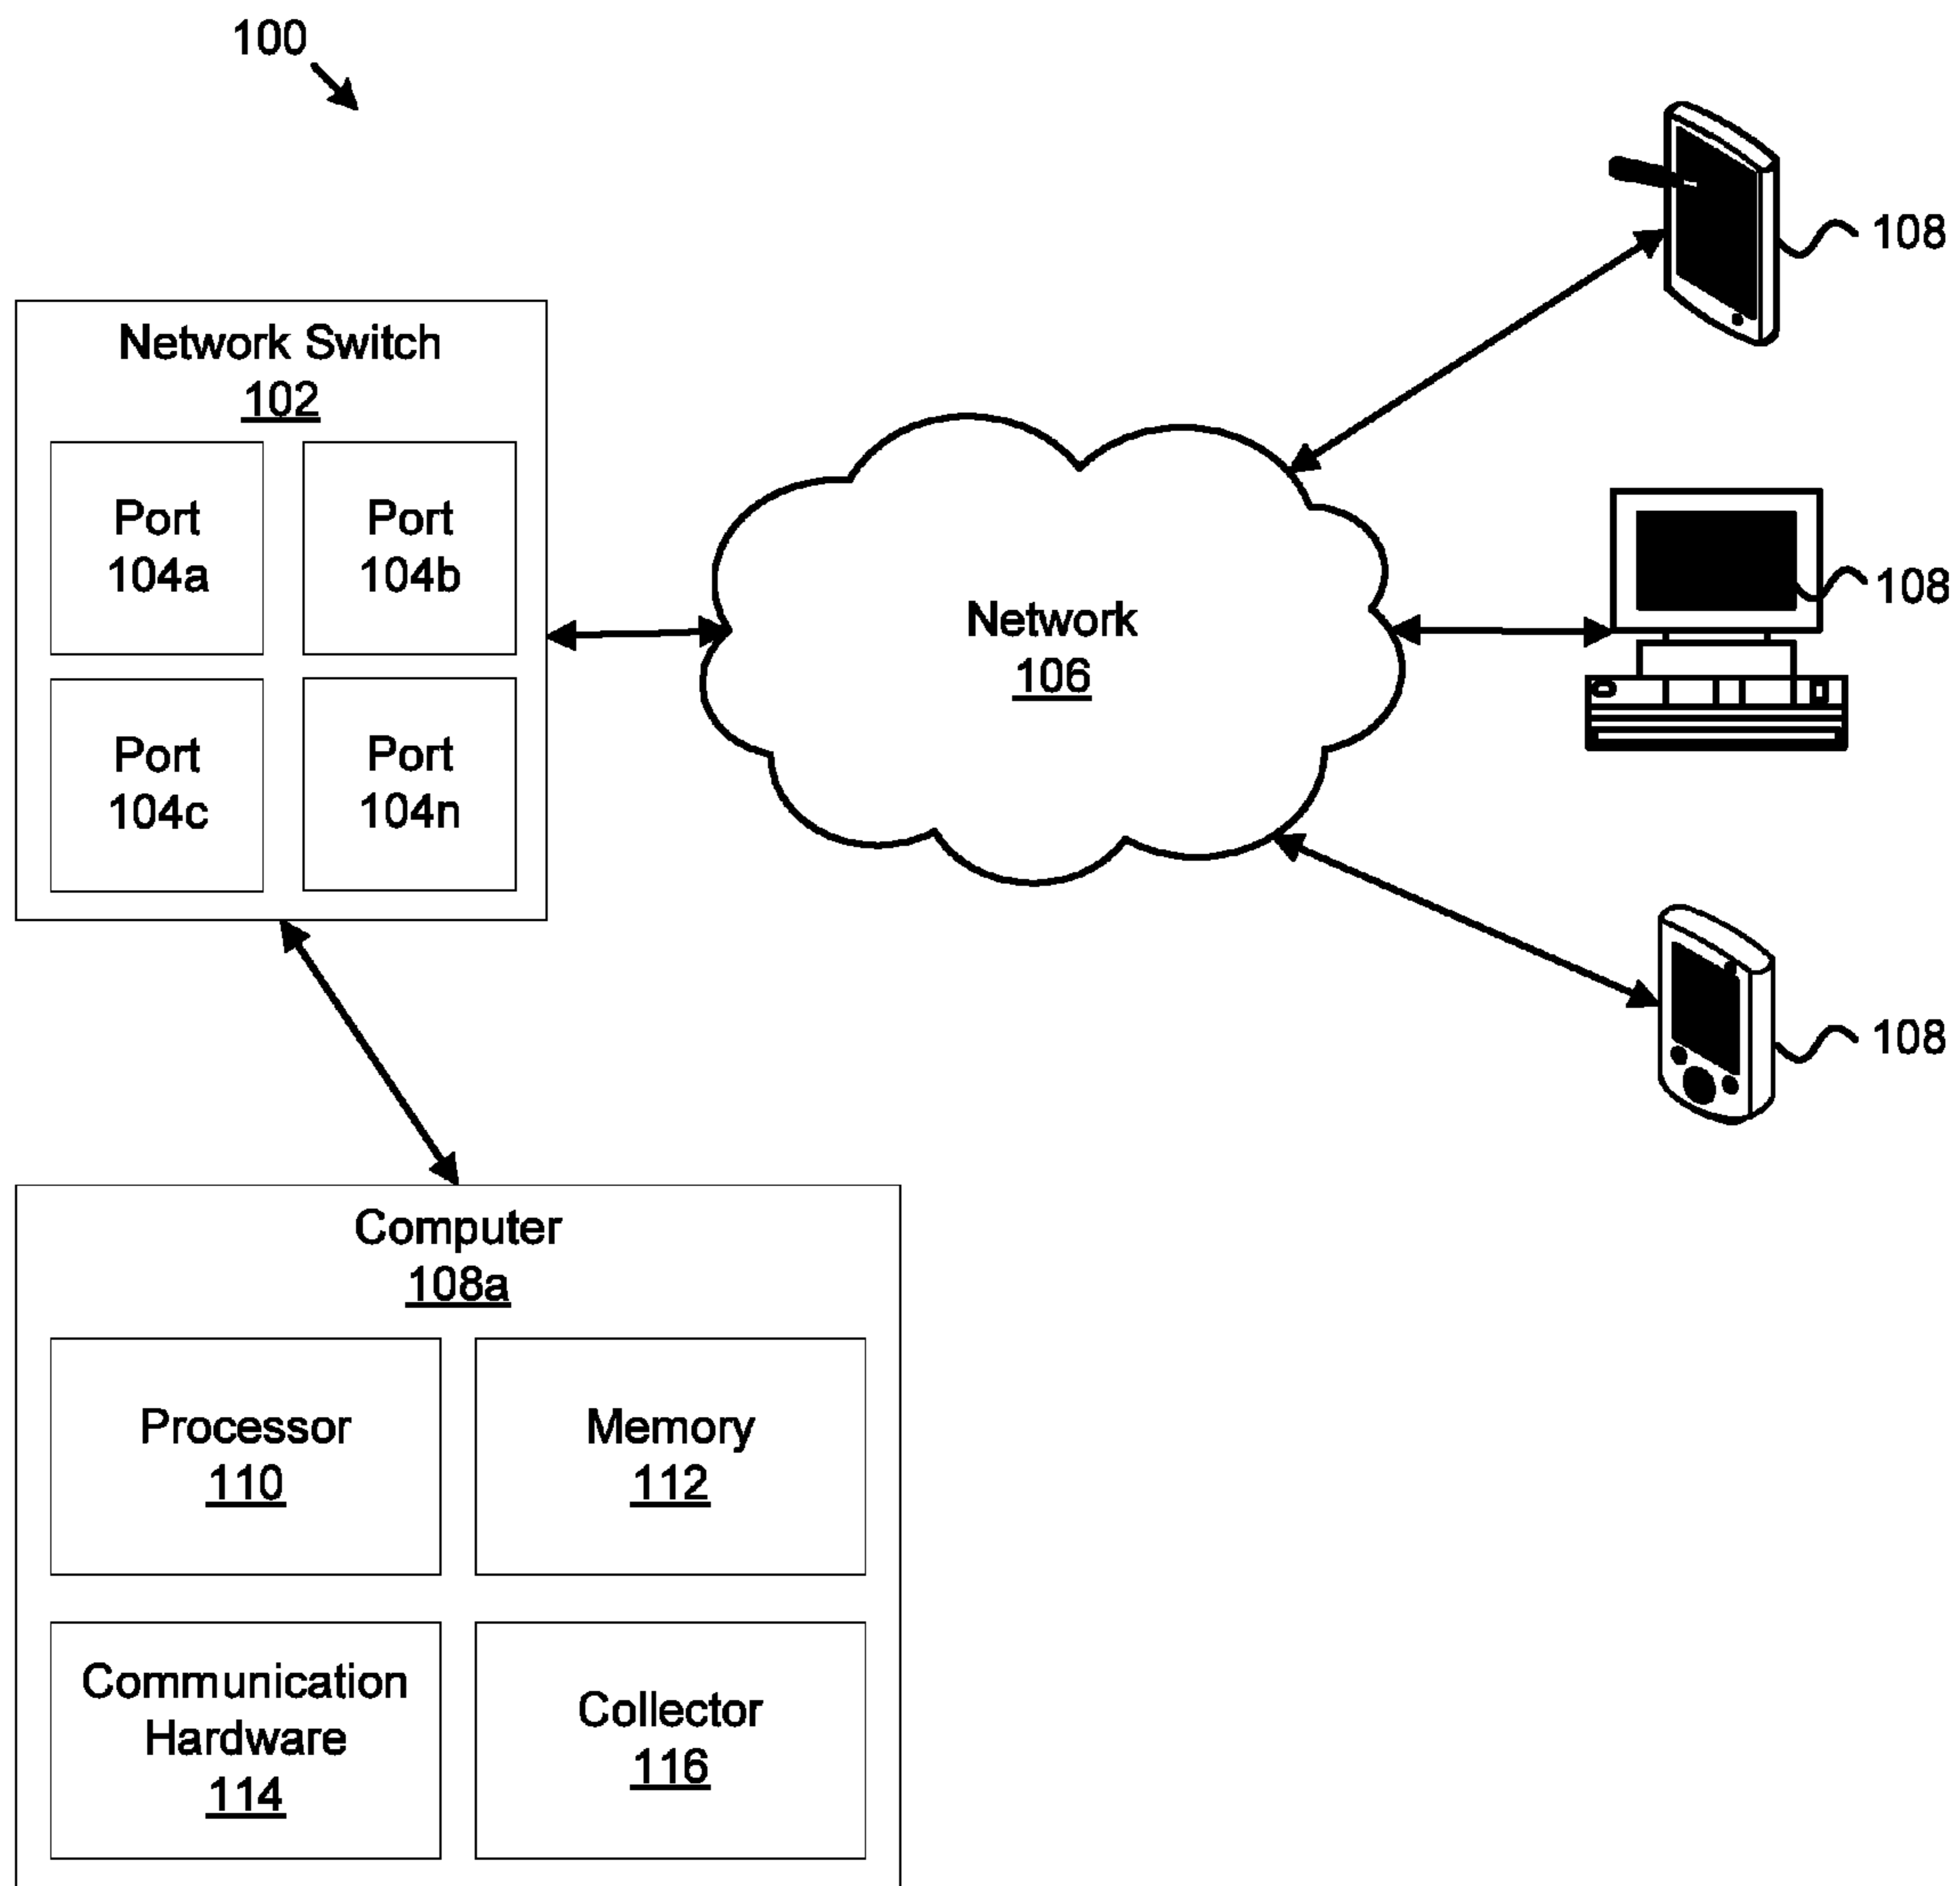 100
108
Network Switch
102
Port
104a
Port
104b
Port
104c
Port
104n
Network
106
108
108
Computer
108a
Processor
110
Memory
112
Communication
Hardware
114
Collector
116